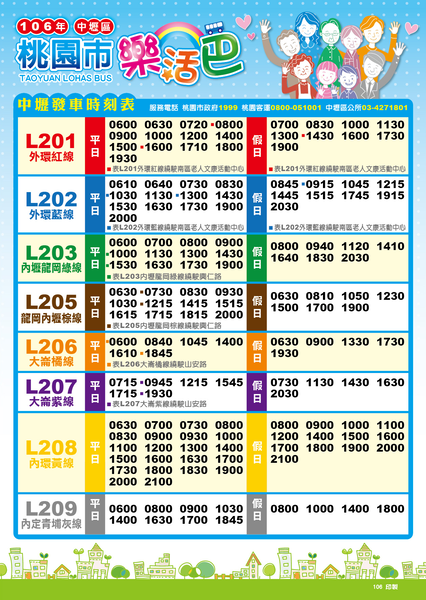 106年 中壢區
桃園市 樂活巴
TAOYUAN LOHAS BUS
中壢發車時刻表 服務電話 桃園市政府1999 桃園客運0800-051001 中壢區公所03-4271801
L201 外環紅線
平日
0600 0630 0720 ▪0800
0900 1000 1200 1400
1500 ▪1600 1710 1800
1930
▪表L201外環紅線繞駛南區老人文康活動中心
假日
0700 0830 1000 1130
1300 ▪1430 1600 1730
1900
▪表L201外環紅線繞駛南區老人文康活動中心
L202 外環藍線
平日
0610 0640 0730 0830
▪1030 1130 ▪1300 1430
1530 1630 1730 1900
2000
▪表L202外環藍線繞駛南區老人文康活動中心
假日
0845 ▪0915 1045 1215
1445 1515 1745 1915
2030
▪表L202外環藍線繞駛南區老人文康活動中心
L203 內壢龍岡綠線
平日
0600 0700 0800 0900
▪1000 1130 1300 1430
▪1530 1630 1730 1900
▪表L203內壢龍岡綠線繞駛興仁路
假日
0800 0940 1120 1410
1640 1830 2030
L205 龍岡內壢棕線
平日
0630 ▪0730 0830 0930
1030 ▪1215 1415 1515
1615 1715 1815 2000
▪表L205內壢龍岡棕線繞駛興仁路
假日
0630 0810 1050 1230
1500 1700 1900
L206 大崙橘線
平日
▪0600 0840 1045 1400
1610 ▪1845
▪表L206大崙橘線繞駛山安路
假日
0630 0900 1330 1730
1930
L207 大崙紫線
平日
0715 ▪0945 1215 1545
1715 ▪1930
▪表L207大崙紫線繞駛山安路
假日
0730 1130 1430 1630
2030
L208 內環黃線
平日
0630 0700 0730 0800
0830 0900 0930 1000
1100 1200 1300 1400
1500 1600 1630 1700
1730 1800 1830 1900
2000 2100
假日
0800 0900 1000 1100
1200 1400 1500 1600
1700 1800 1900 2000
2100
L209 內定青埔灰線
平日
0600 0800 0900 1030
1400 1630 1700 1845
假日
0800 1000 1400 1800
106 印製